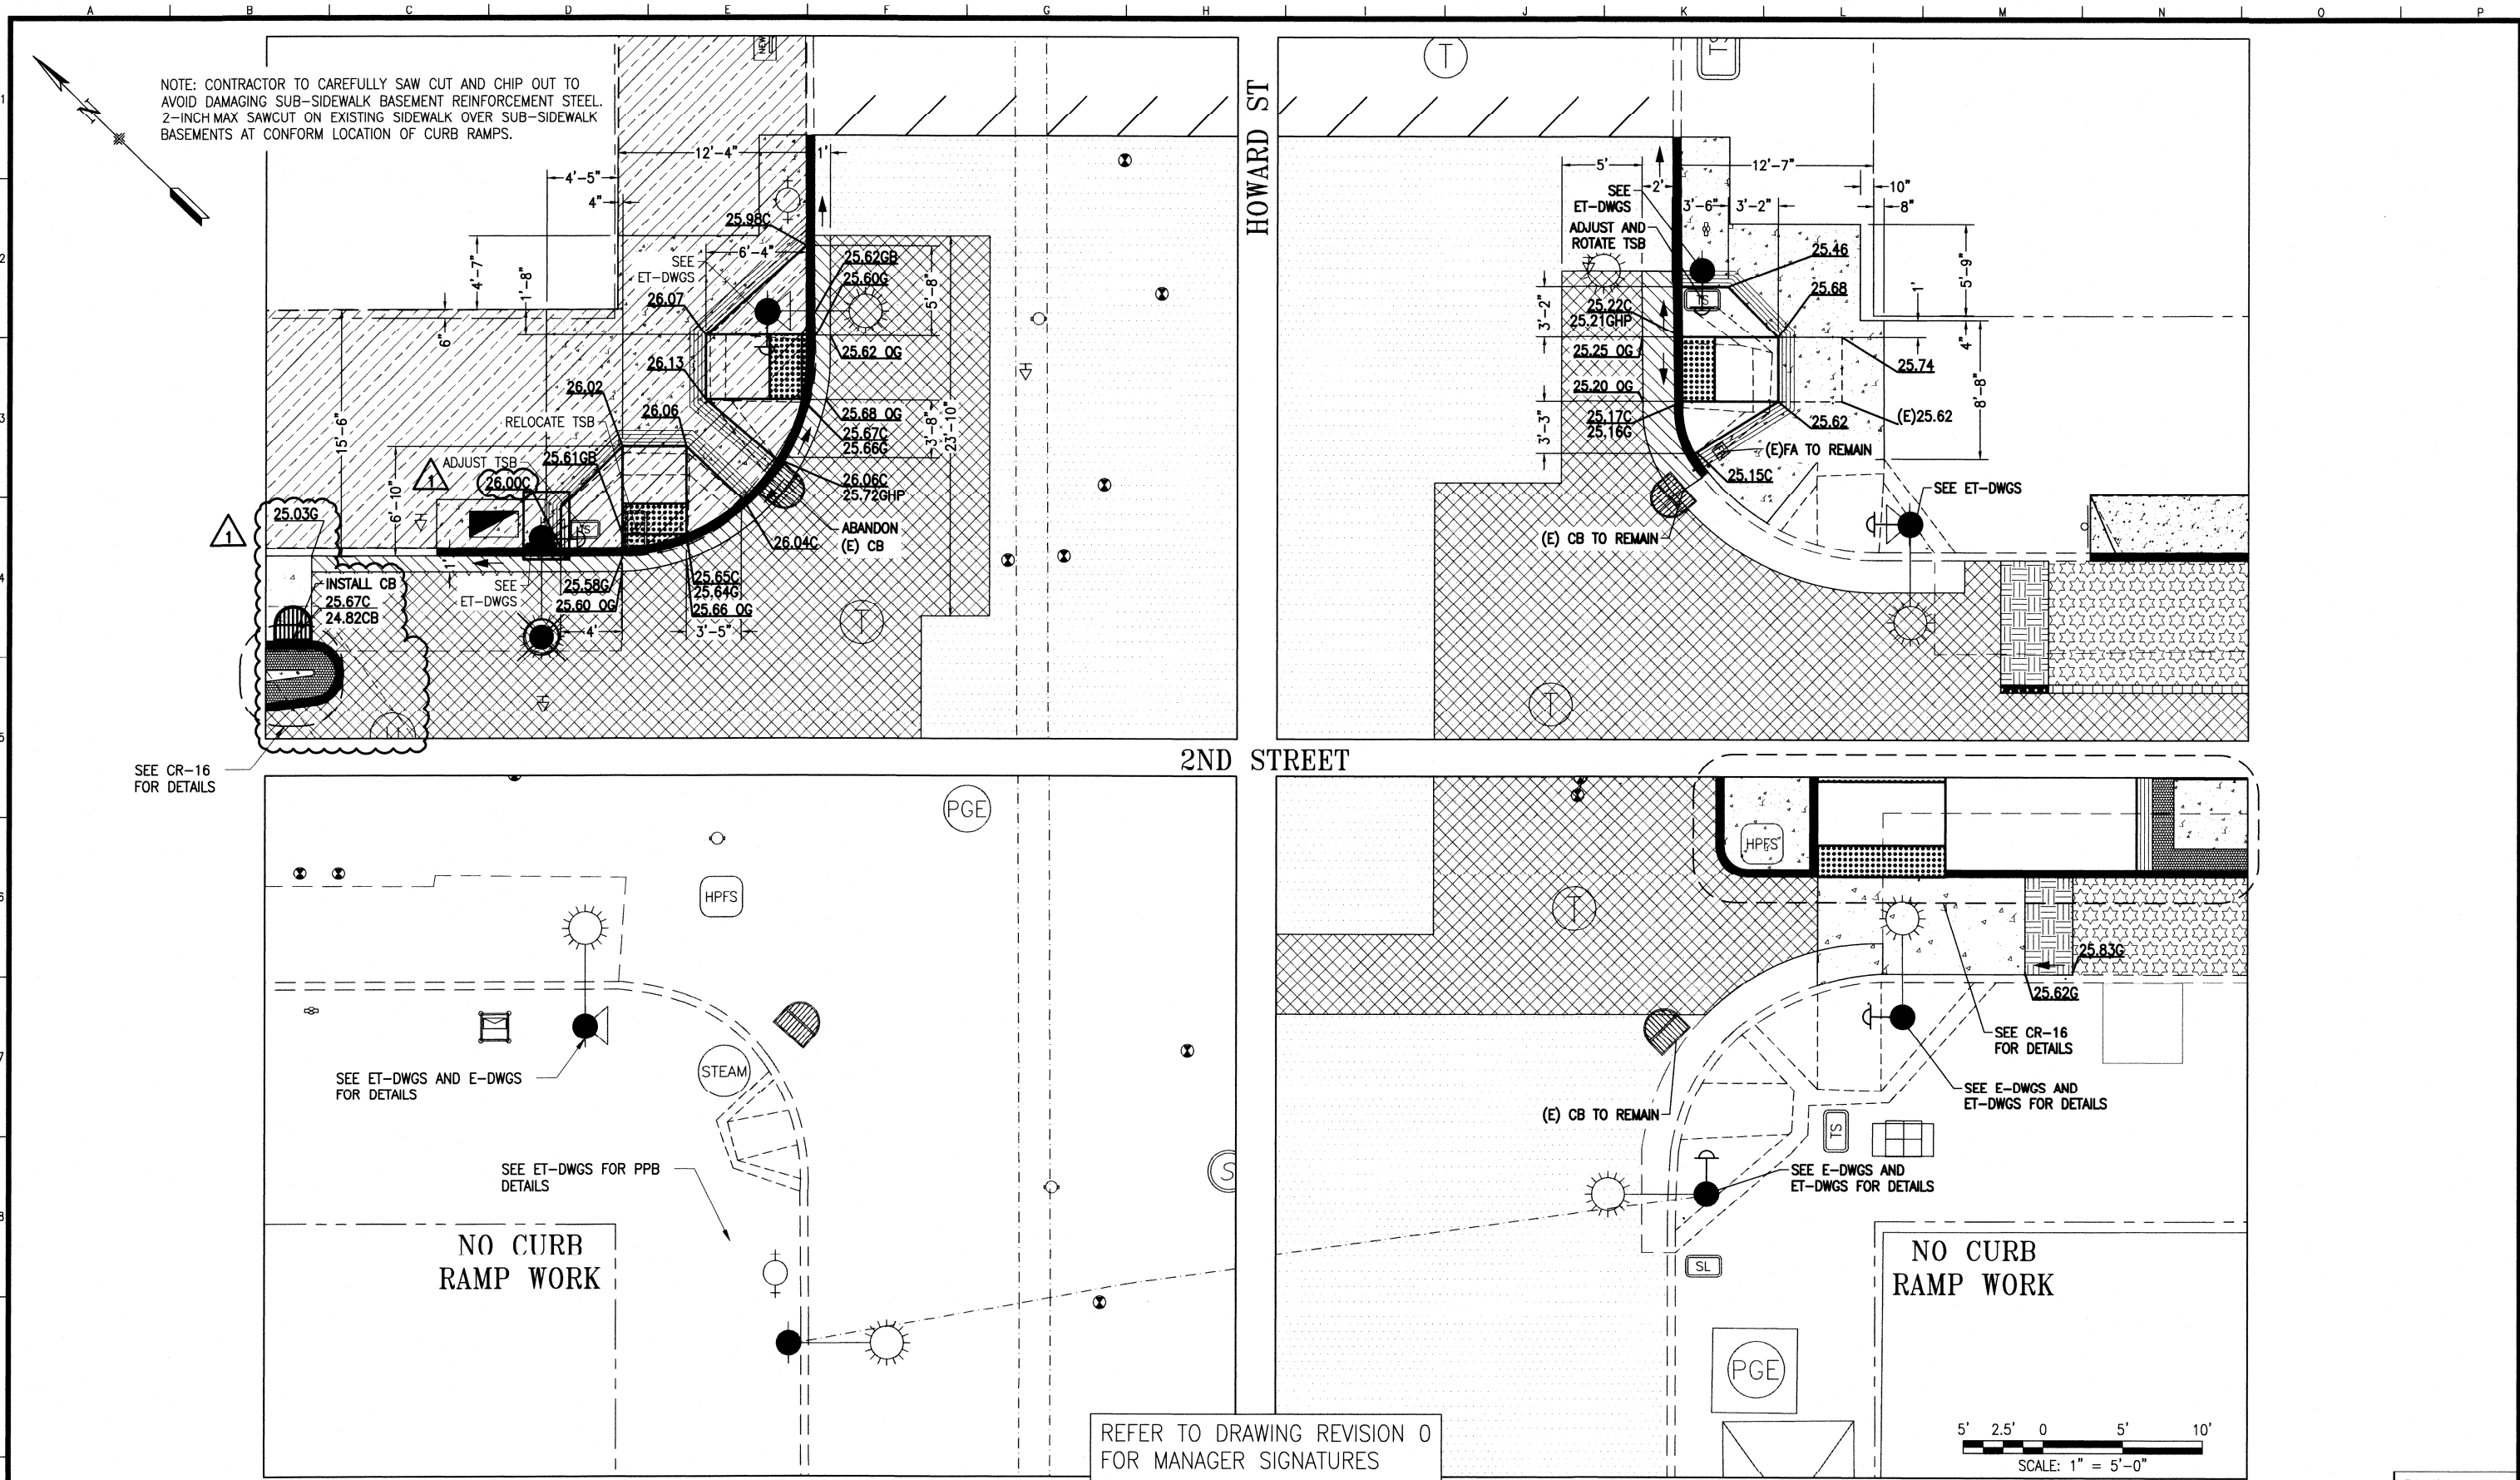 A B C D E F G H I J K L M N O P
1
2
3
4
5
6
7
8
N
NOTE: CONTRACTOR TO CAREFULLY SAW CUT AND CHIP OUT TO
AVOID DAMAGING SUB-SIDEWALK BASEMENT REINFORCEMENT STEEL.
2-INCH MAX SAWCUT ON EXISTING SIDEWALK OVER SUB-SIDEWALK
BASEMENTS AT CONFORM LOCATION OF CURB RAMPS.
NEW
12'-4"
1'
4'-5"
4"
25.98C
6'-4"
SEE
ET-DWGS
4'-7"
1'-8"
26.07
25.62GB
25.60G
5'-8"
6"
25.62 OG
26.13
26.02
26.06
RELOCATE TSB
25.68 OG
25.67C
25.66G
3'-8"
23'-10"
15'-6"
ADJUST TSB
25.61GB
1
26.00C
6'-10"
26.06C
25.72GHP
25.03G
1
TS
ABANDON
(E) CB
26.04C
1'
INSTALL CB
25.67C
24.82CB
SEE
ET-DWGS
25.58G
25.60 OG
25.65C
25.64G
25.66 OG
4'
3'-5"
T
SEE CR-16
FOR DETAILS
HOWARD ST
T
TS
5'
2'
12'-7"
10"
8"
SEE
ET-DWGS
3'-6"
3'-2"
ADJUST AND
ROTATE TSB
25.46
5'-9"
25.68
1'
TS
3'-2"
25.22C
25.21GHP
25.25 OG
4"
25.74
25.20 OG
8'-8"
3'-3"
25.17C
25.16G
25.62
(E)25.62
(E)FA TO REMAIN
25.15C
SEE ET-DWGS
(E) CB TO REMAIN
T
2ND STREET
PGE
HPFS
STEAM
SEE ET-DWGS AND E-DWGS
FOR DETAILS
SEE ET-DWGS FOR PPB
DETAILS
S
NO CURB
RAMP WORK
HPFS
T
25.83G
25.62G
SEE CR-16
FOR DETAILS
SEE E-DWGS AND
ET-DWGS FOR DETAILS
(E) CB TO REMAIN
TS
SEE E-DWGS AND
ET-DWGS FOR DETAILS
SL
NO CURB
RAMP WORK
PGE
REFER TO DRAWING REVISION 0
FOR MANAGER SIGNATURES
5' 2.5' 0 5' 10'
SCALE: 1" = 5'-0"